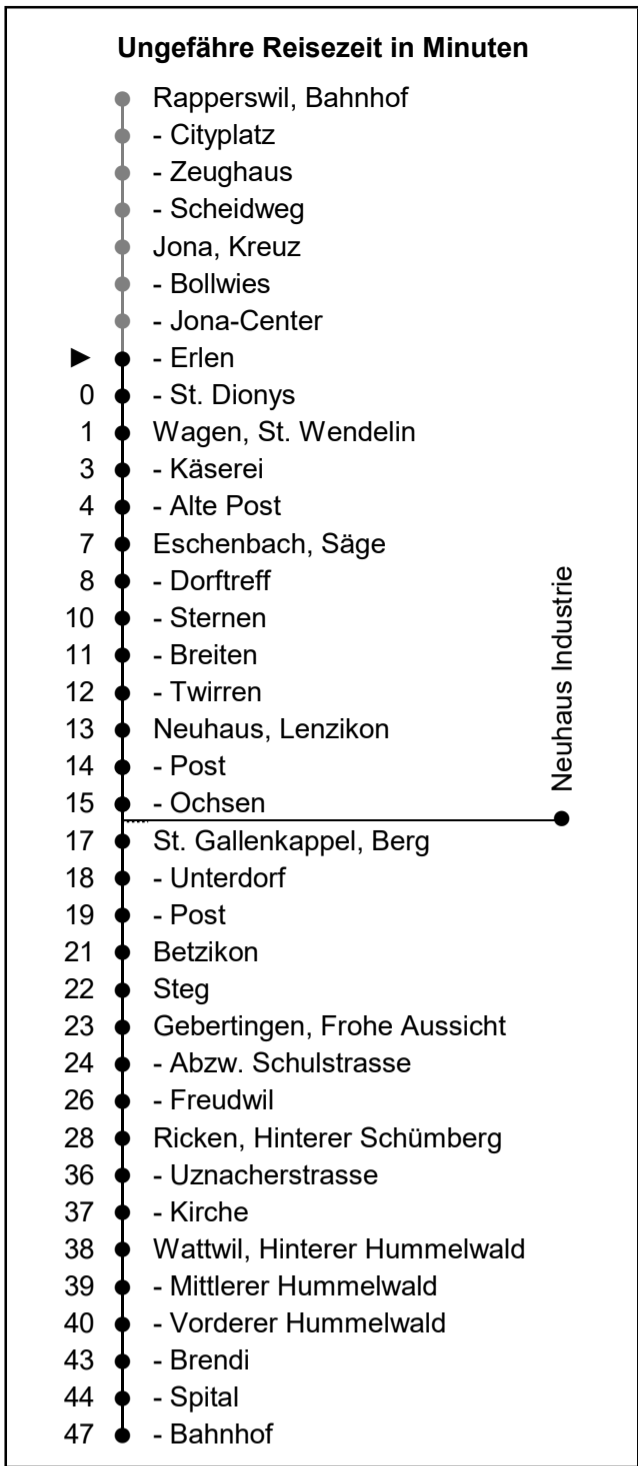 Ungefähre Reisezeit in Minuten
Rapperswil, Bahnhof
- Cityplatz
- Zeughaus
- Scheidweg
Jona, Kreuz
- Bollwies
- Jona-Center
► - Erlen
0 - St. Dionys
1 Wagen, St. Wendelin
3 - Käserei
4 - Alte Post
7 Eschenbach, Säge
8 - Dorftreff
10 - Sternen
11 - Breiten
12 - Twirren
13 Neuhaus, Lenzikon
14 - Post
15 - Ochsen
Neuhaus Industrie
17 St. Gallenkappel, Berg
18 - Unterdorf
19 - Post
21 Betzikon
22 Steg
23 Gebertingen, Frohe Aussicht
24 - Abzw. Schulstrasse
26 - Freudwil
28 Ricken, Hinterer Schümberg
36 - Uznacherstrasse
37 - Kirche
38 Wattwil, Hinterer Hummelwald
39 - Mittlerer Hummelwald
40 - Vorderer Hummelwald
43 - Brendi
44 - Spital
47 - Bahnhof